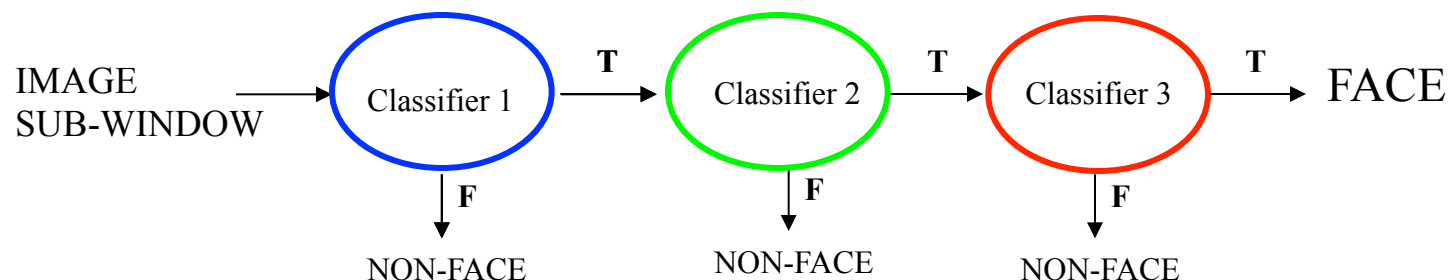 IMAGE
SUB-WINDOW
Classifier 1
T
Classifier 2
T
Classifier 3
T
FACE
F
F
F
NON-FACE
NON-FACE
NON-FACE